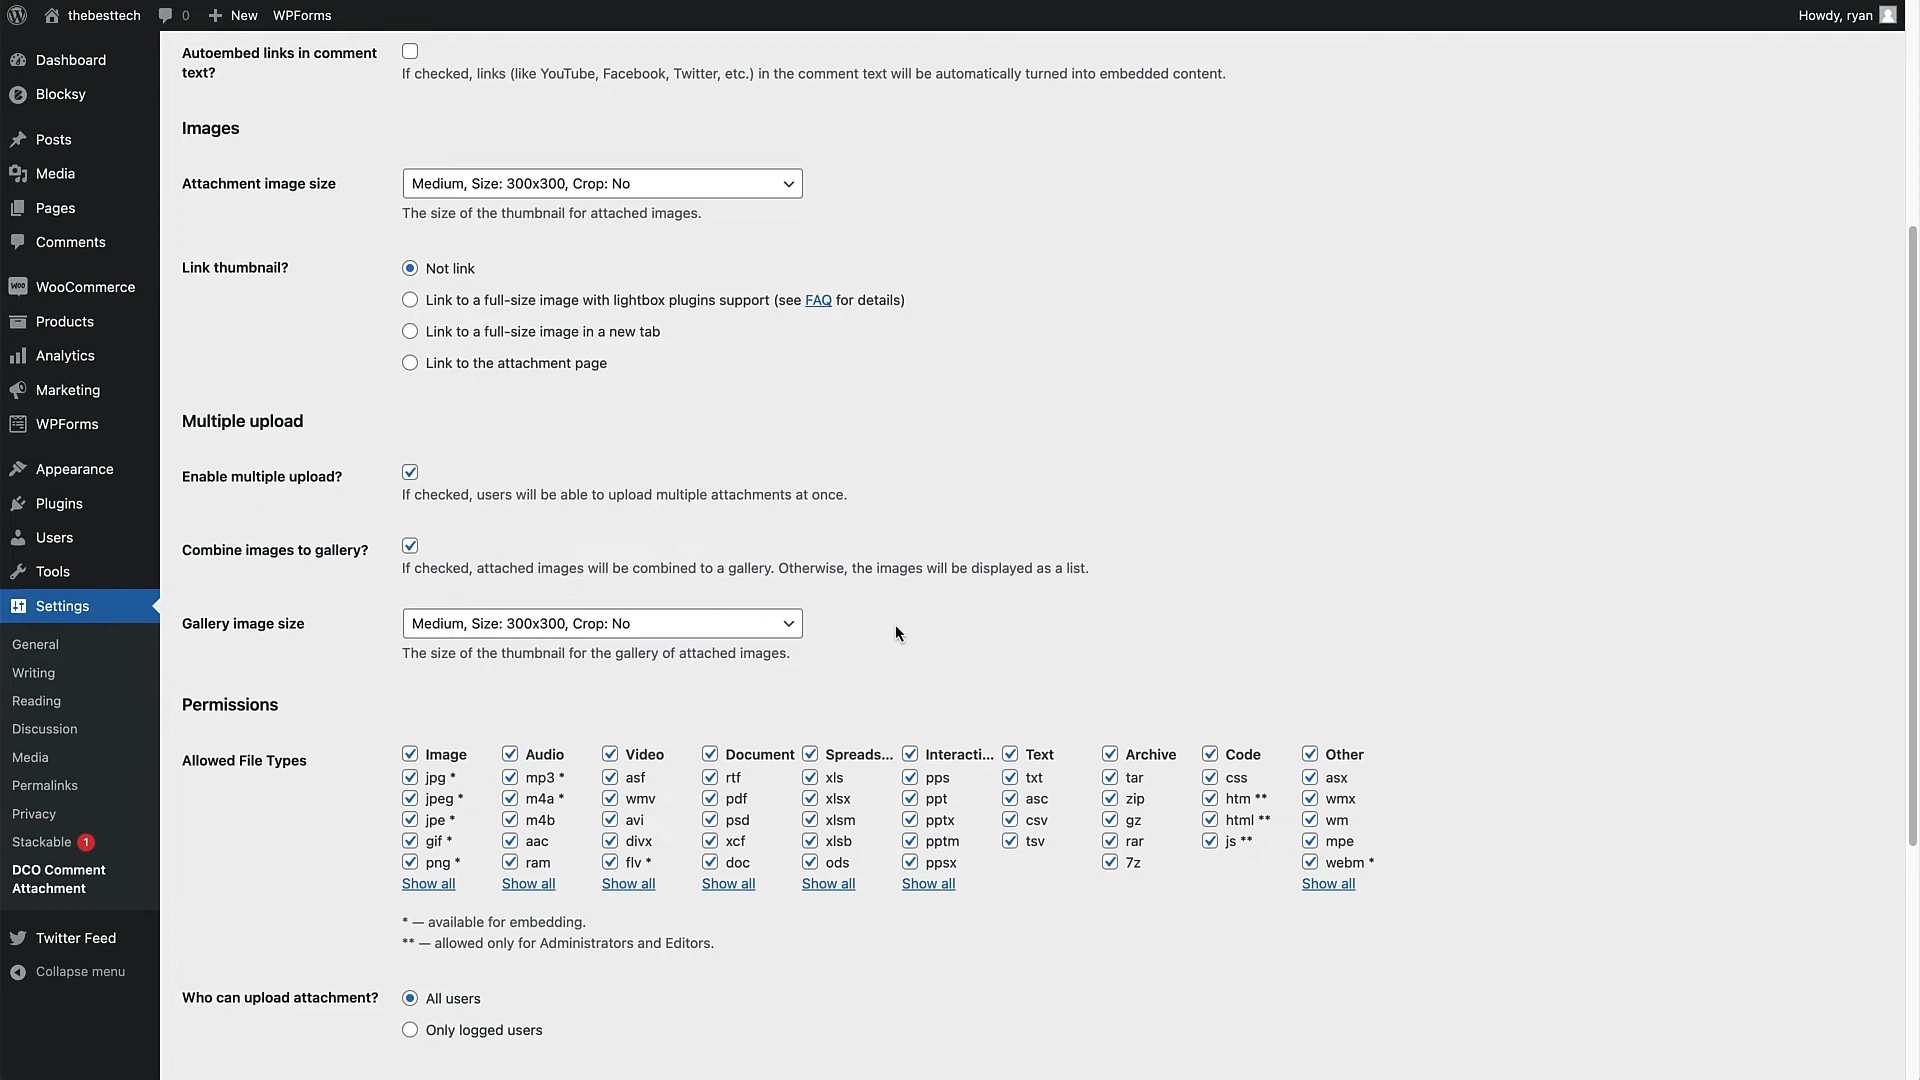 thebesttech
0
New
WPForms
Howdy, ryan
Dashboard
Blocksy
Posts
Media
Pages
Comments
WOO
WooCommerce
Products
Analytics
Marketing
WPForms
Appearance
Plugins
Users
Tools
Settings
General
Writing
Reading
Discussion
Media
Permalinks
Privacy
Stackable 1
DCO Comment
Attachment
Twitter Feed
Collapse menu
Autoembed links in comment
text?
If checked, links (like YouTube, Facebook, Twitter, etc.) in the comment text will be automatically turned into embedded content.
Images
Attachment image size
Medium, Size: 300x300, Crop: No
The size of the thumbnail for attached images.
Link thumbnail?
Not link
Link to a full-size image with lightbox plugins support (see FAQ for details)
Link to a full-size image in a new tab
Link to the attachment page
Multiple upload
Enable multiple upload?
If checked, users will be able to upload multiple attachments at once.
Combine images to gallery?
If checked, attached images will be combined to a gallery. Otherwise, the images will be displayed as a list.
Gallery image size
Medium, Size: 300x300, Crop: No
The size of the thumbnail for the gallery of attached images.
Permissions
Allowed File Types
Image Audio Video Document Spreads... Interacti... Text Archive Code Other
jpg * mp3 * asf rtf xls pps txt tar css asx
jpeg * m4a * wmv pdf xlsx ppt asc zip htm ** wmx
jpe * m4b avi psd xlsm pptx csv gz html ** wm
gif * aac divx xcf xlsb pptm tsv rar js ** mpe
png * ram flv * doc ods ppsx 7z webm *
Show all Show all Show all Show all Show all Show all Show all
* — available for embedding.
** — allowed only for Administrators and Editors.
Who can upload attachment?
All users
Only logged users